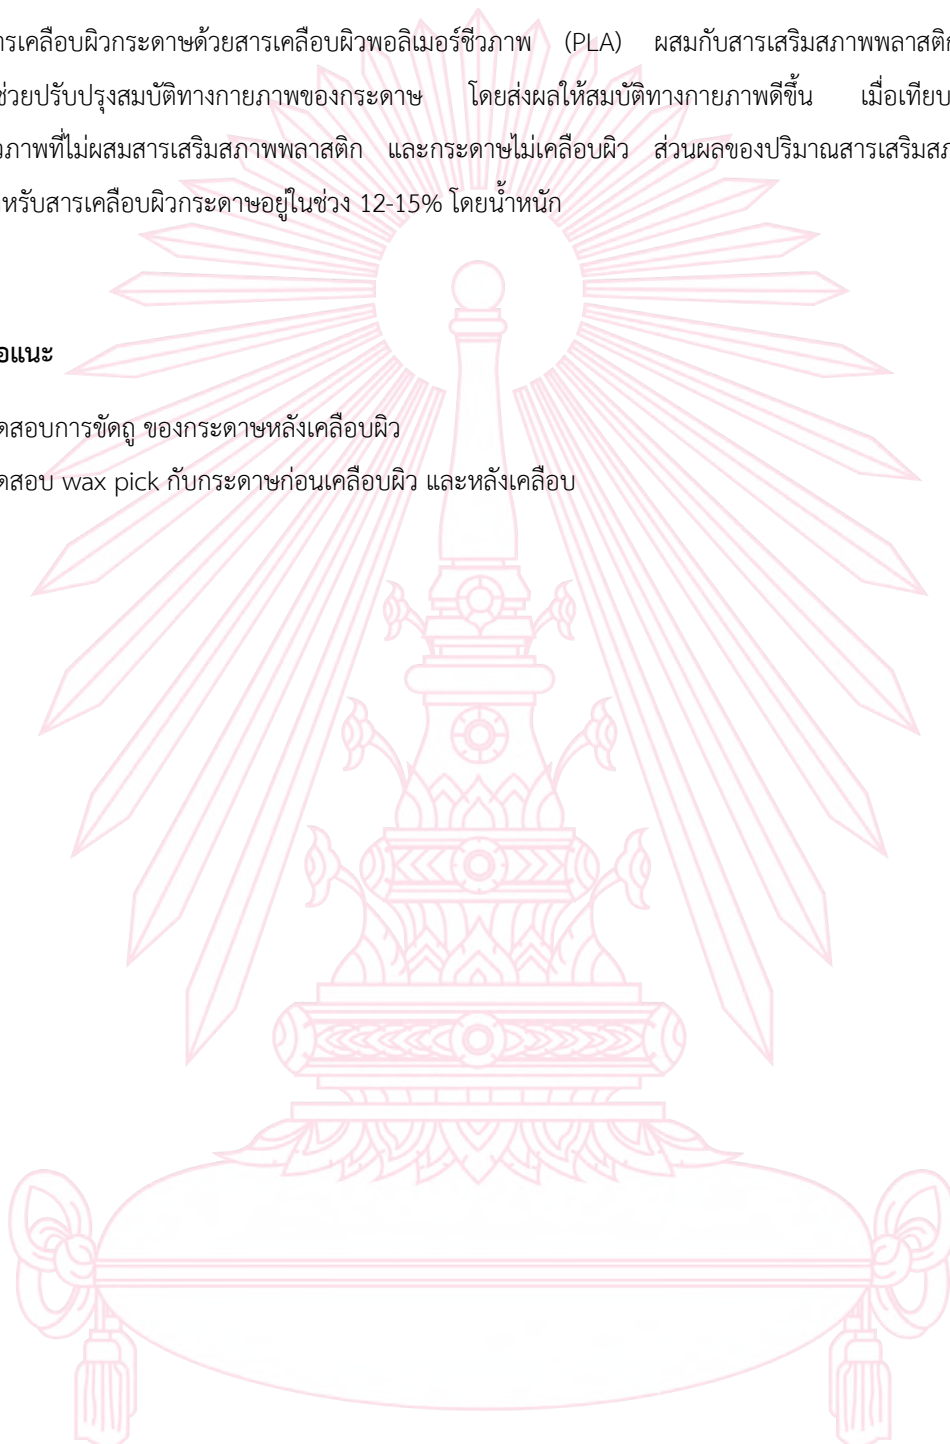 ารเคลือบผิวกระดาษด้วยสารเคลือบผิวพอลิเมอร์ชีวภาพ (PLA) ผสมกับสารเสริมสภาพพลาสติก
ช่วยปรับปรุงสมบัติทางกายภาพของกระดาษ โดยส่งผลให้สมบัติทางกายภาพดีขึ้น เมื่อเทียบ
วภาพที่ไม่ผสมสารเสริมสภาพพลาสติก และกระดาษไม่เคลือบผิว ส่วนผลของปริมาณสารเสริมสภ
หรับสารเคลือบผิวกระดาษอยู่ในช่วง 12-15% โดยน้ำหนัก
อแนะ
ดสอบการขัดถู ของกระดาษหลังเคลือบผิว
ดสอบ wax pick กับกระดาษก่อนเคลือบผิว และหลังเคลือบ